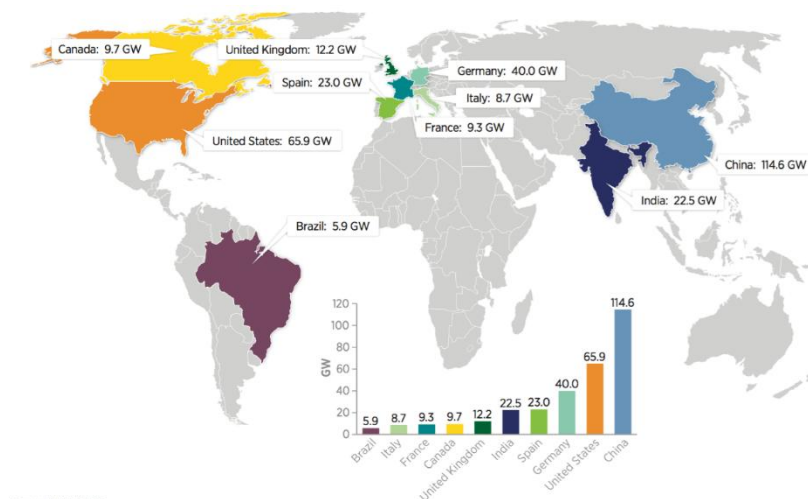 Canada: 9.7 GW
United Kingdom: 12.2 GW
Spain: 23.0 GW
Germany: 40.0 GW
Italy: 8.7 GW
France: 9.3 GW
United States: 65.9 GW
China: 114.6 GW
India: 22.5 GW
Brazil: 5.9 GW
120
100
80
60
40
20
0
GW
5.9
8.7
9.3
9.7
12.2
22.5
23.0
40.0
65.9
114.6
Brazil
Italy
France
Canada
United Kingdom
India
Spain
Germany
United States
China